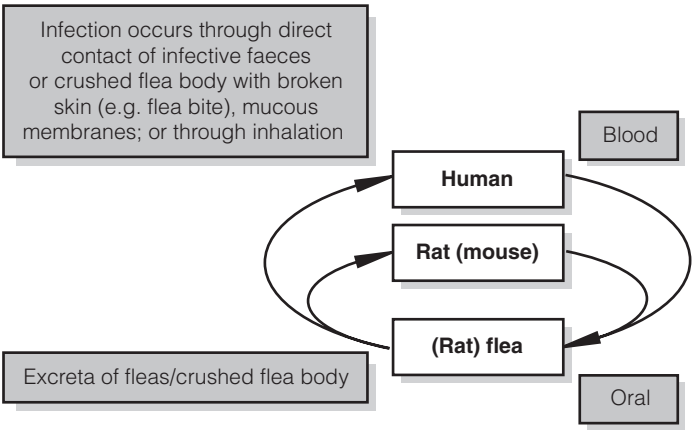 Infection occurs through direct
contact of infective faeces
or crushed flea body with broken
skin (e.g. flea bite), mucous
membranes; or through inhalation
Blood
Human
Rat (mouse)
(Rat) flea
Excreta of fleas/crushed flea body
Oral